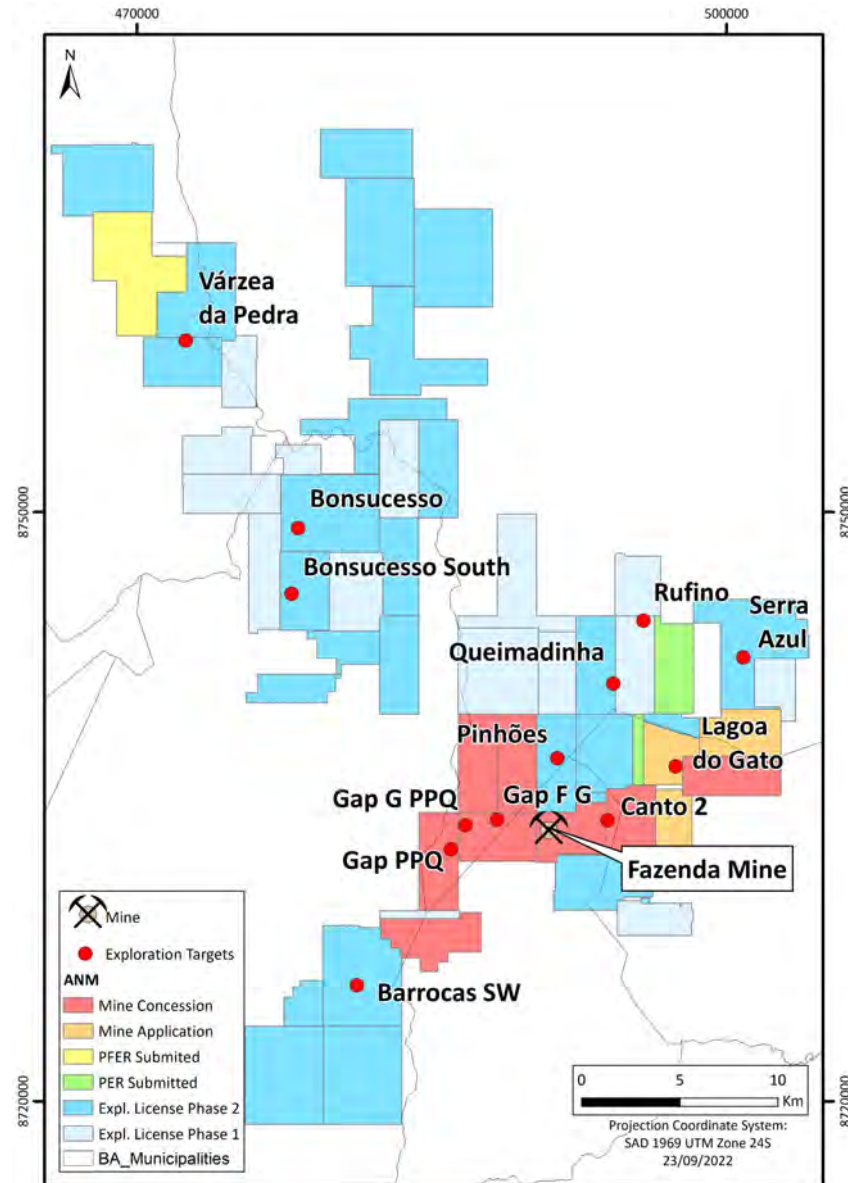 470000
500000
N
Várzea
da Pedra
8750000
8750000
Bonsucesso
Bonsucesso South
Rufino
Serra
Azul
Queimadinha
Pinhões
Lagoa
do Gato
Gap G PPQ
Gap F G
Canto 2
Gap PPQ
Fazenda Mine
Mine
Exploration Targets
ANM
Mine Concession
Mine Application
PFER Submited
PER Submitted
Expl. License Phase 2
Expl. License Phase 1
BA_Municipalities
Barrocas SW
0 5 10
Km
Projection Coordinate System:
SAD 1969 UTM Zone 24S
23/09/2022
8720000
8720000